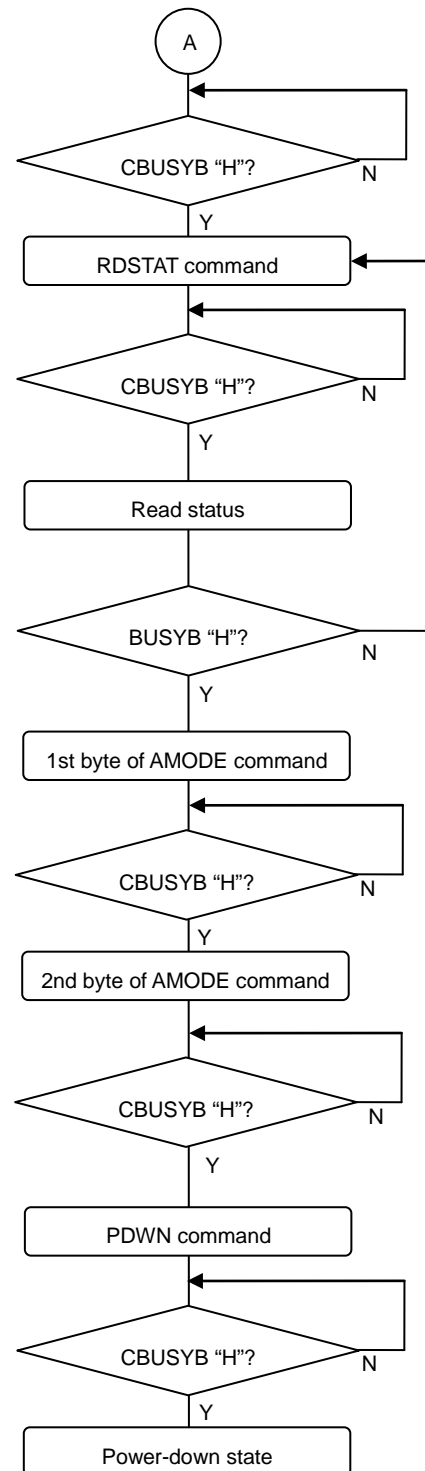 A
CBUSYB “H”?
N
Y
RDSTAT command
CBUSYB “H”?
N
Y
Read status
BUSYB “H”?
N
Y
1st byte of AMODE command
CBUSYB “H”?
N
Y
2nd byte of AMODE command
CBUSYB “H”?
N
Y
PDWN command
CBUSYB “H”?
N
Y
Power-down state